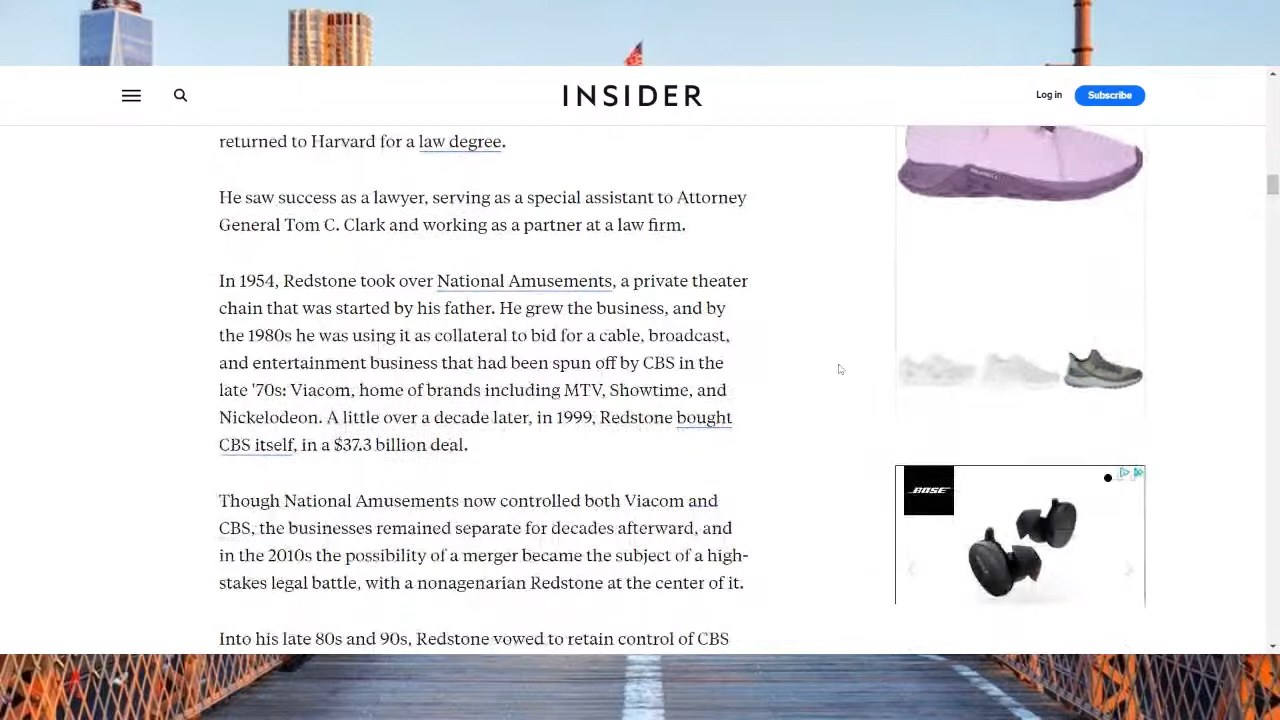 INSIDER
Log in
Subscribe
returned to Harvard for a law degree.
He saw success as a lawyer, serving as a special assistant to Attorney
General Tom C. Clark and working as a partner at a law firm.
In 1954, Redstone took over National Amusements, a private theater
chain that was started by his father. He grew the business, and by
the 1980s he was using it as collateral to bid for a cable, broadcast,
and entertainment business that had been spun off by CBS in the
late '70s: Viacom, home of brands including MTV, Showtime, and
Nickelodeon. A little over a decade later, in 1999, Redstone bought
CBS itself, in a $37.3 billion deal.
Though National Amusements now controlled both Viacom and
CBS, the businesses remained separate for decades afterward, and
in the 2010s the possibility of a merger became the subject of a high-
stakes legal battle, with a nonagenarian Redstone at the center of it.
Into his late 80s and 90s, Redstone vowed to retain control of CBS
BOSE